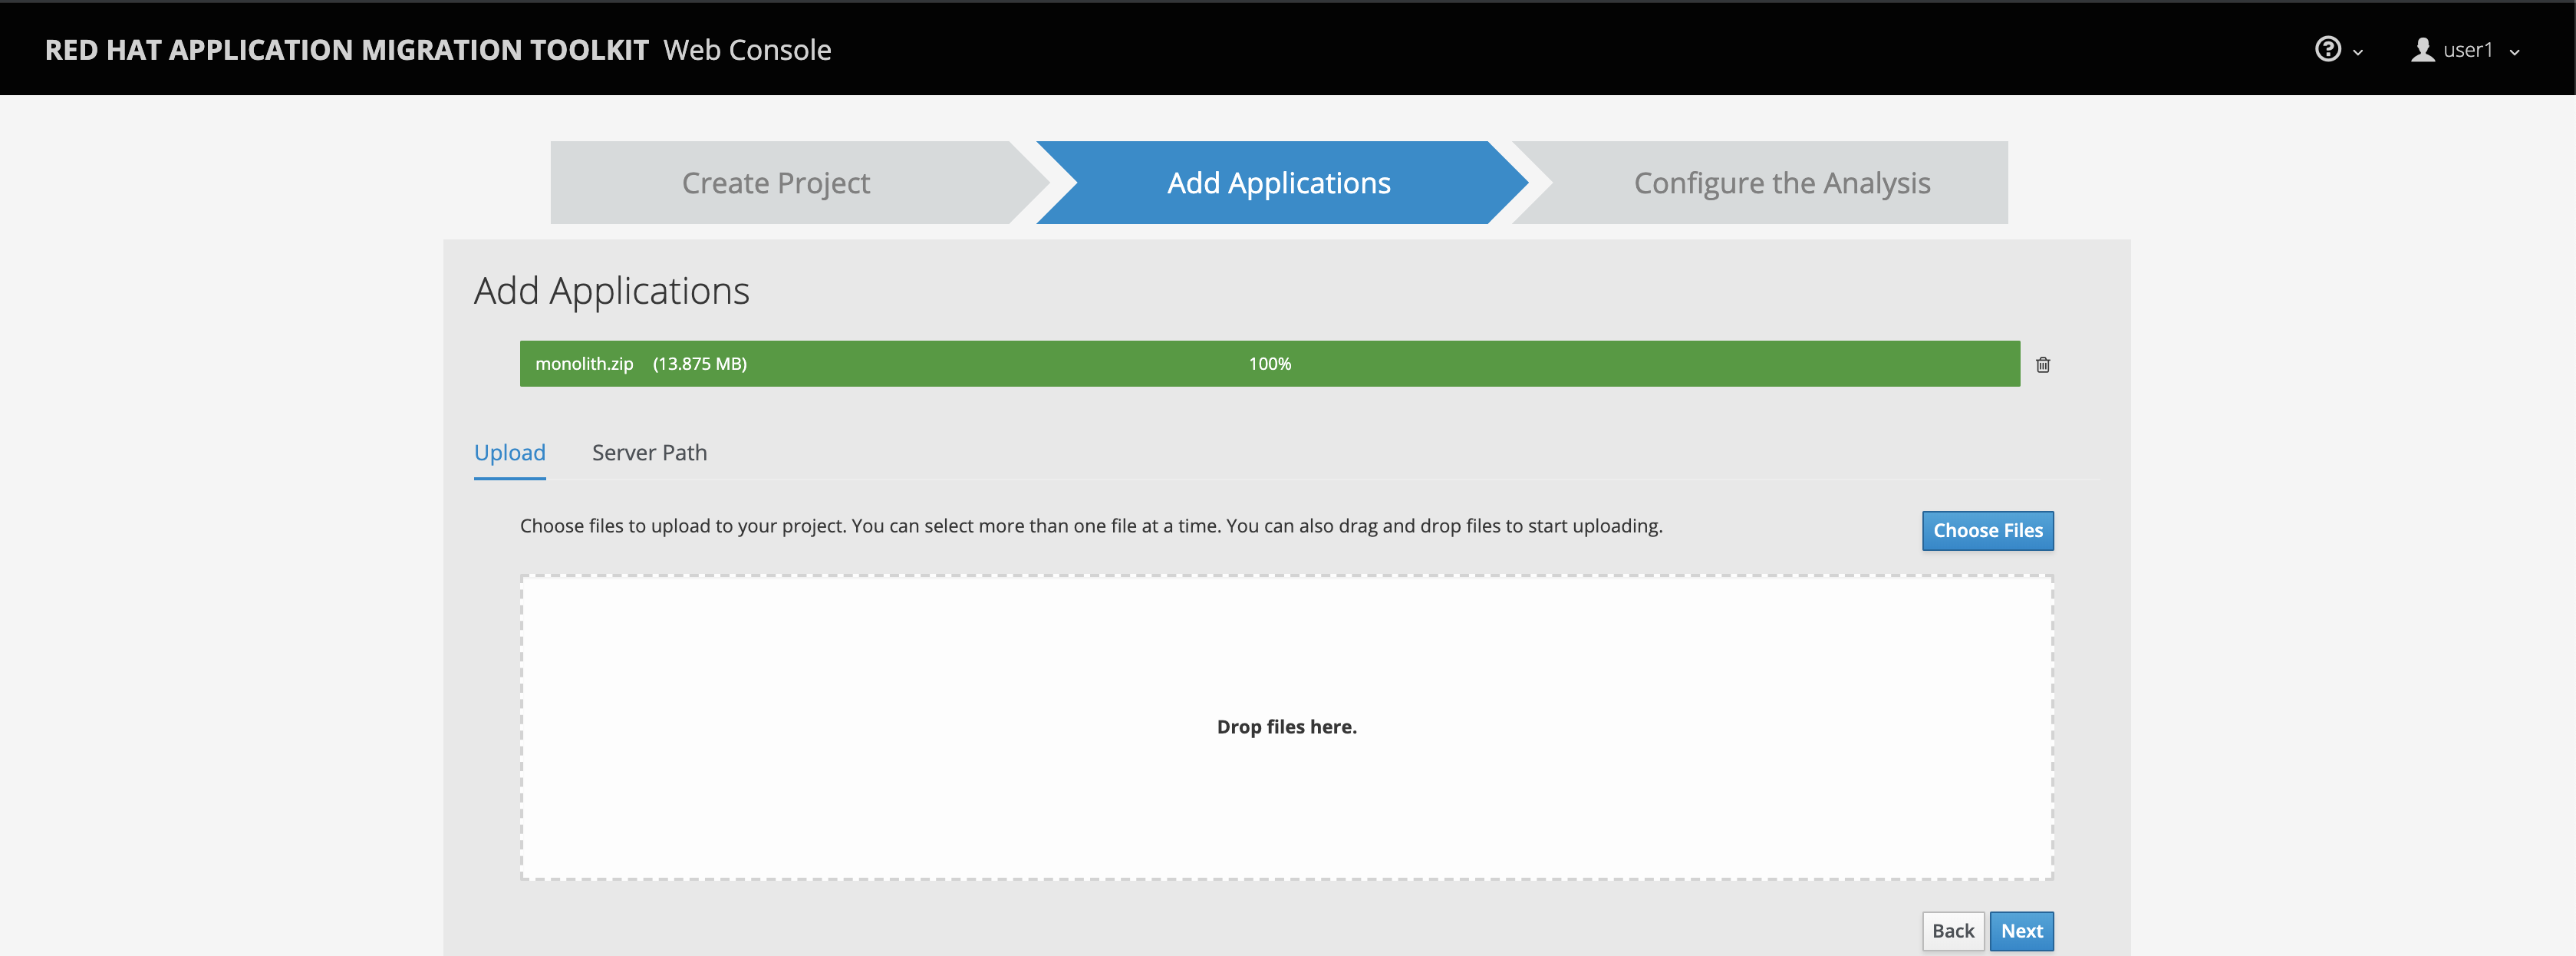 RED HAT APPLICATION MIGRATION TOOLKIT Web Console
user1
Create Project
Add Applications
Configure the Analysis
Add Applications
monolith.zip (13.875 MB) 100%
Upload Server Path
Choose files to upload to your project. You can select more than one file at a time. You can also drag and drop files to start uploading.
Choose Files
Drop files here.
Back Next